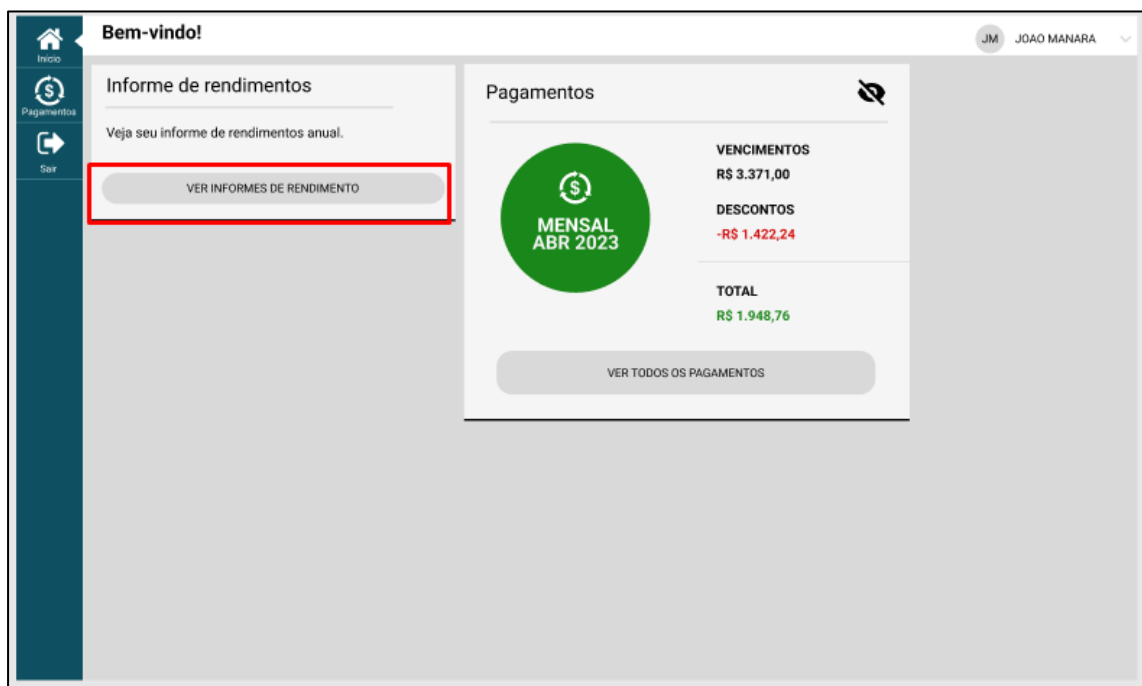 Bem-vindo!
JM JOAO MANARA
Início
Pagamentos
Sair
Informe de rendimentos
Veja seu informe de rendimentos anual.
VER INFORMES DE RENDIMENTO
Pagamentos
$
MENSAL
ABR 2023
VENCIMENTOS
R$ 3.371,00
DESCONTOS
-R$ 1.422,24
TOTAL
R$ 1.948,76
VER TODOS OS PAGAMENTOS